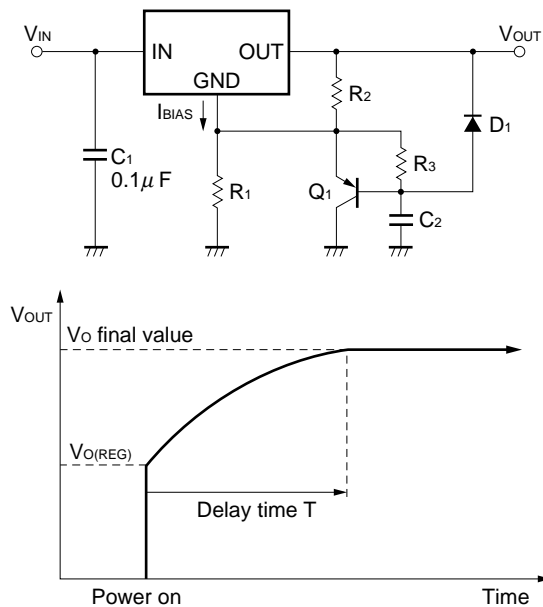 VIN
VOUT
IN
OUT
GND
IBIAS
R2
D1
C1
0.1μ F
R1
Q1
R3
C2
VOUT
VO final value
VO(REG)
Delay time T
Power on
Time